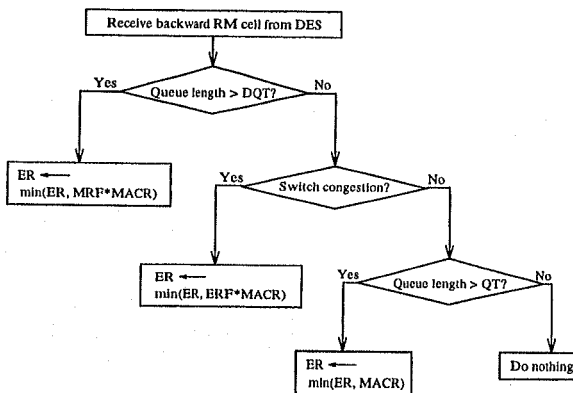 Receive backward RM cell from DES
Yes
Queue length > DQT?
No
ER ←
min(ER, MRF*MACR)
Yes
Switch congestion?
No
ER ←
min(ER, ERF*MACR)
Yes
Queue length > QT?
No
ER ←
min(ER, MACR)
Do nothing